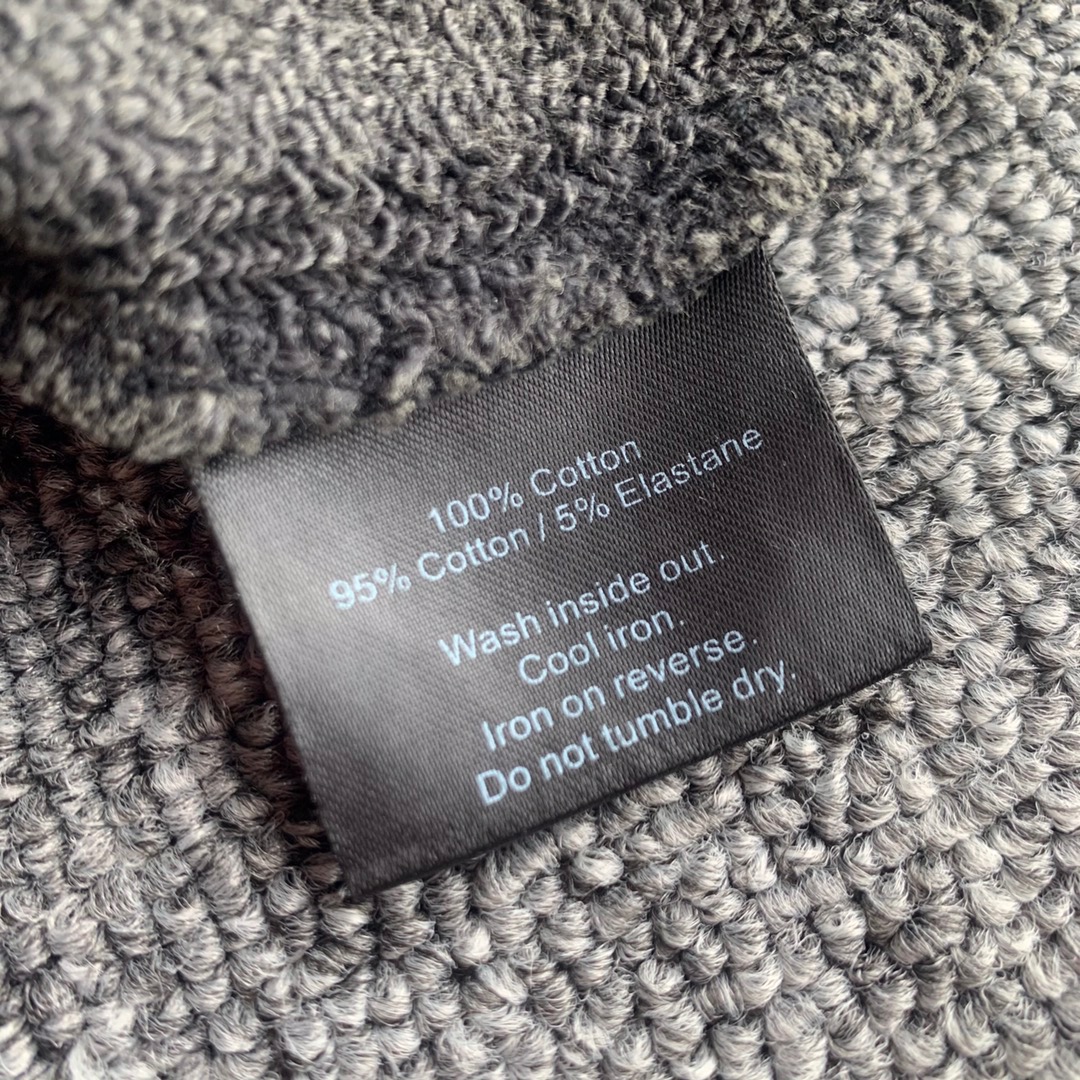 100% Cotton
95% Cotton / 5% Elastane
Wash inside out.
Cool iron.
Iron on reverse.
Do not tumble dry.